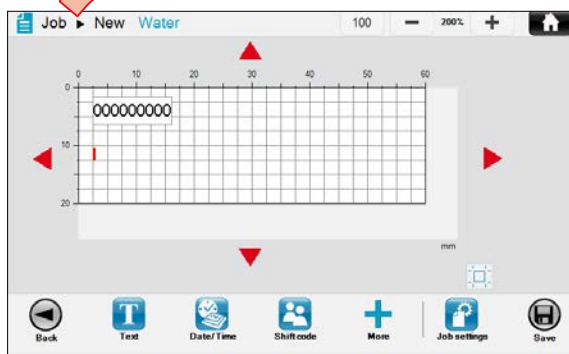 Job ▶ New Water 100 — 200% +
0 10 20 30 40 50 60
0
000000000
10
20
mm
Back Text Date/Time Shift code More Job settings Save